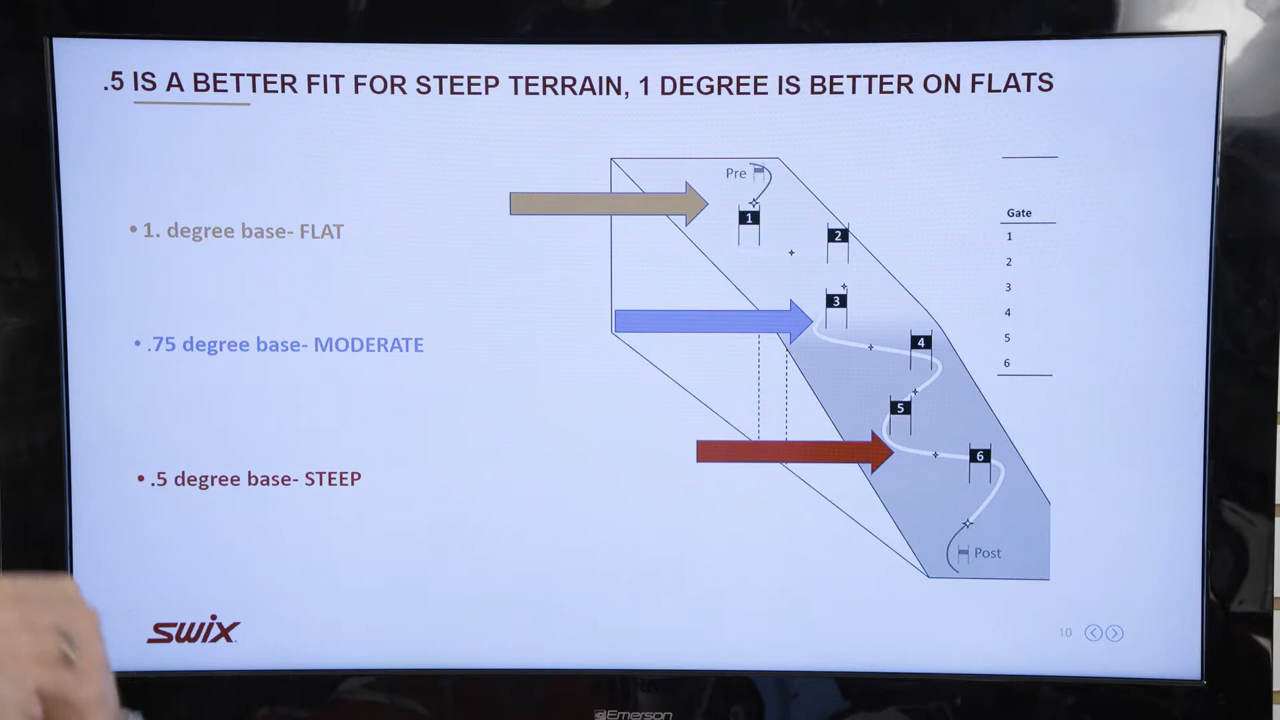 .5 IS A BETTER FIT FOR STEEP TERRAIN, 1 DEGREE IS BETTER ON FLATS
• 1. degree base- FLAT
• .75 degree base- MODERATE
• .5 degree base- STEEP
Pre
1
2
3
4
5
6
Post
Gate
1
2
3
4
5
6
SWIX
10
Emerson